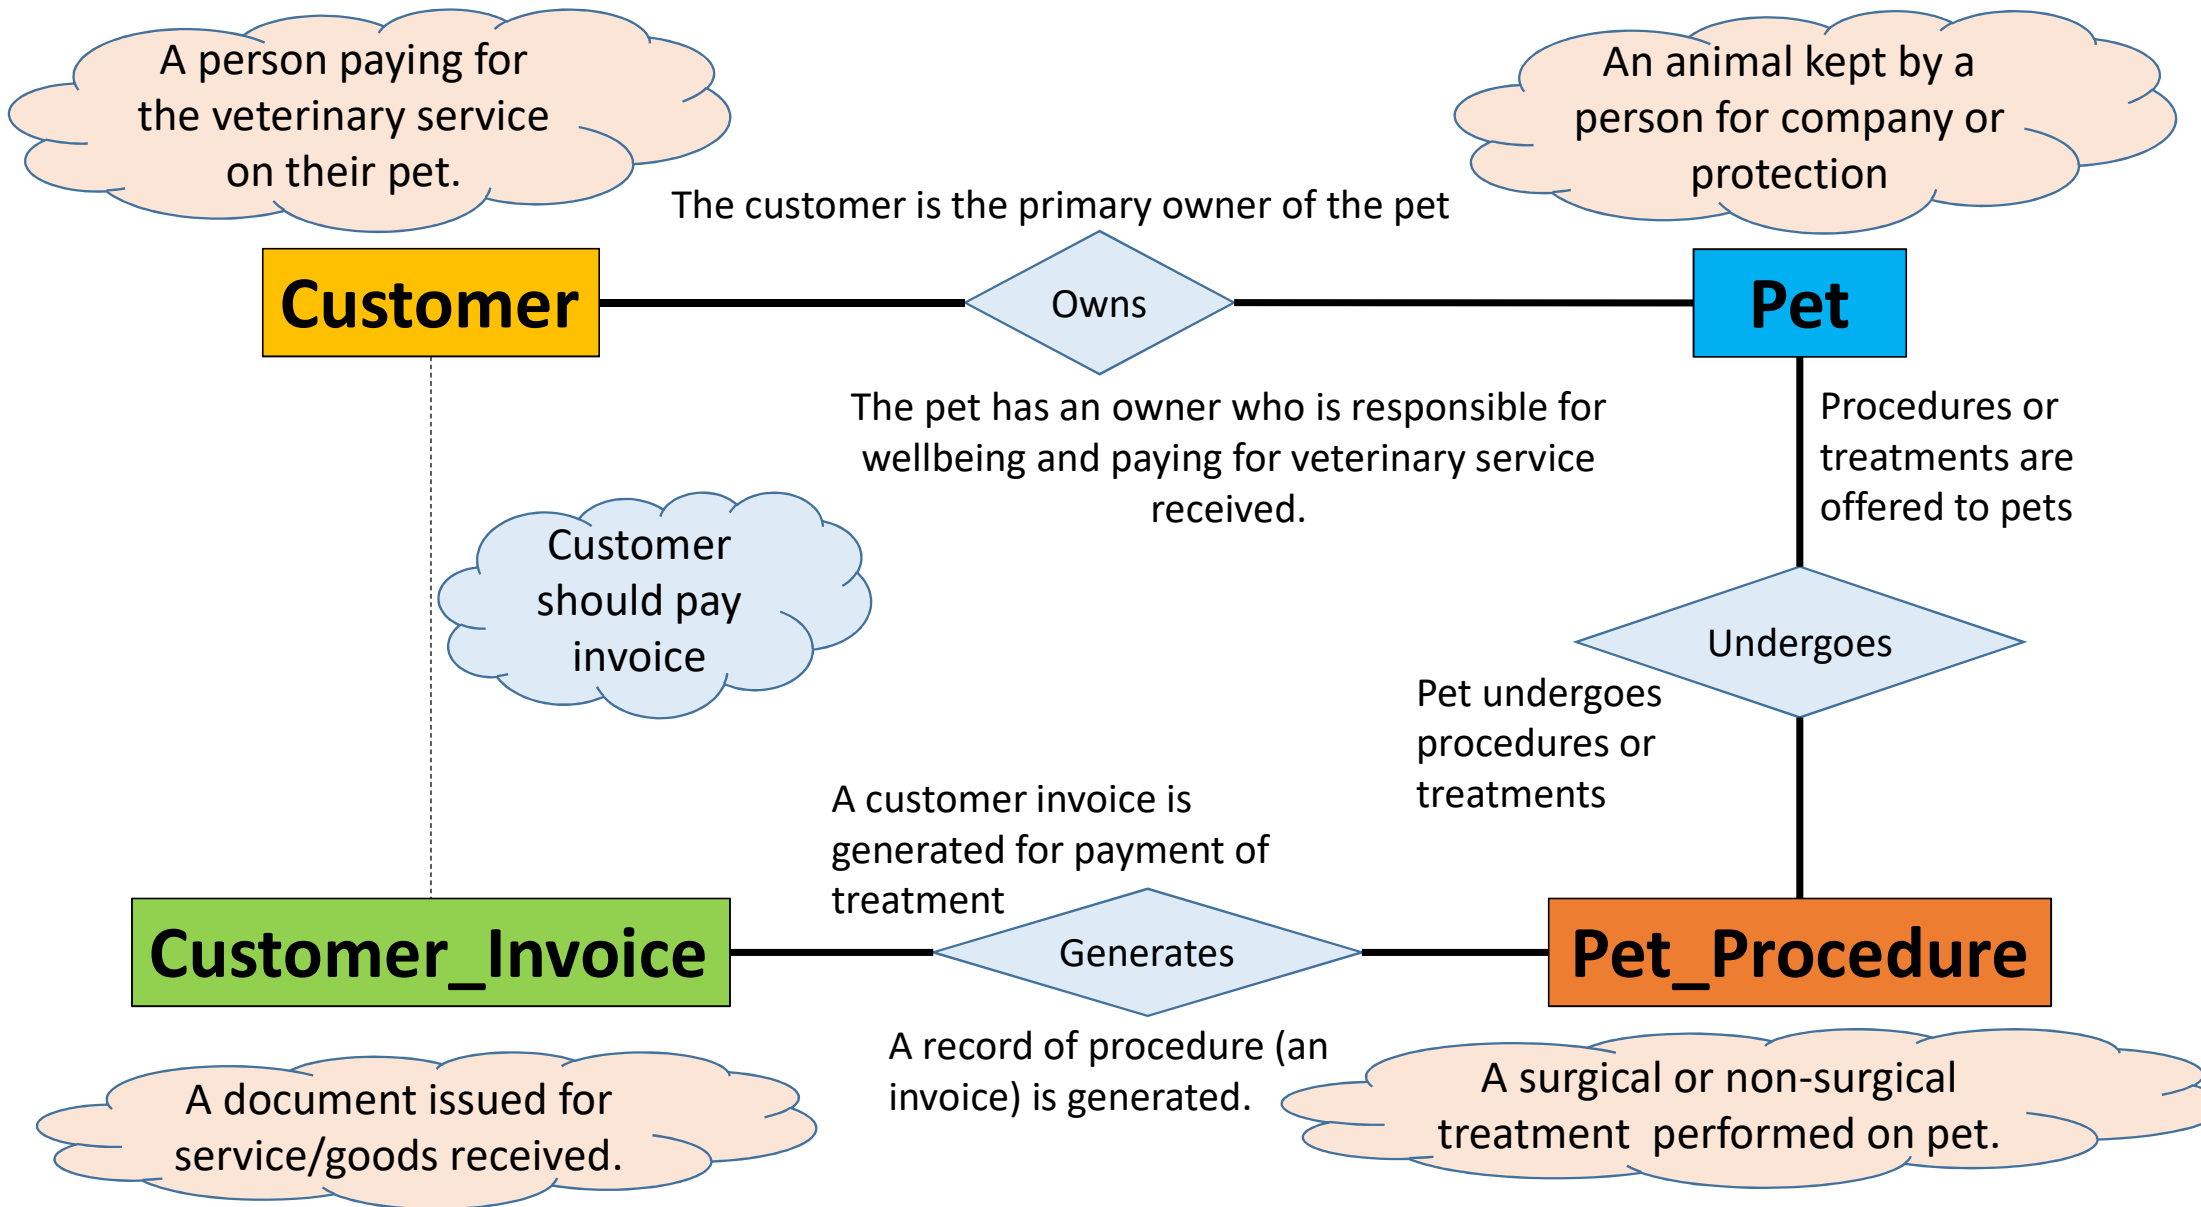 A person paying for
the veterinary service
on their pet.
An animal kept by a
person for company or
protection
The customer is the primary owner of the pet
Customer
Owns
Pet
The pet has an owner who is responsible for
wellbeing and paying for veterinary service
received.
Procedures or
treatments are
offered to pets
Customer
should pay
invoice
Undergoes
Pet undergoes
procedures or
treatments
A customer invoice is
generated for payment of
treatment
Customer_Invoice
Generates
Pet_Procedure
A record of procedure (an
invoice) is generated.
A document issued for
service/goods received.
A surgical or non-surgical
treatment  performed on pet.